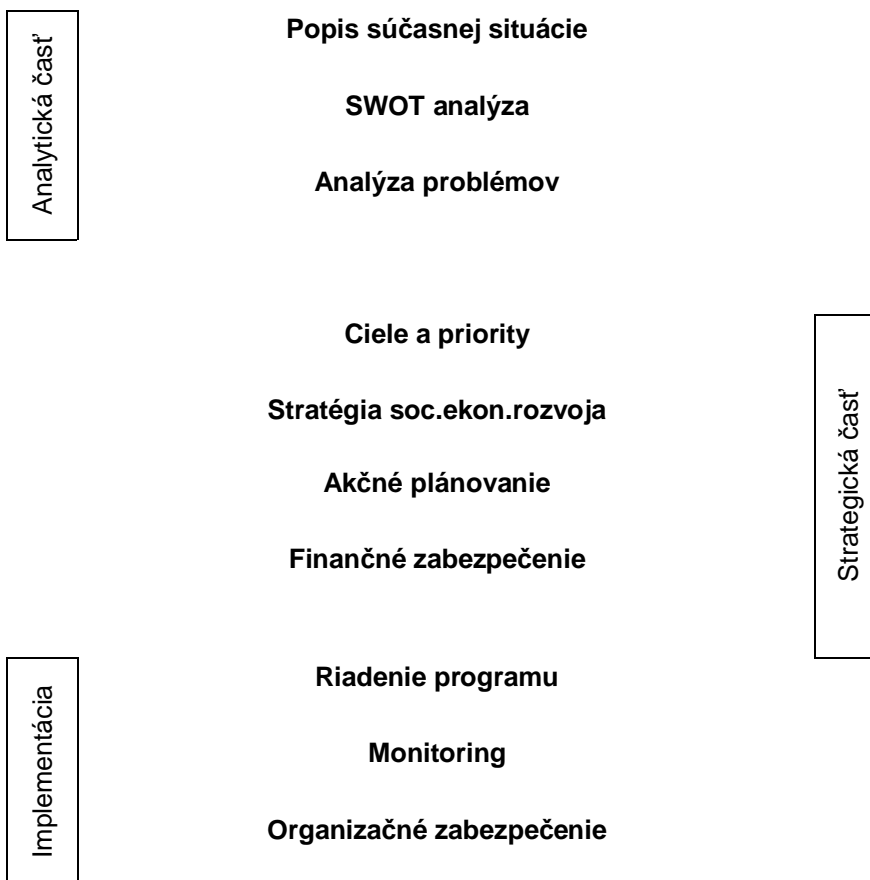 Analytická časť
Popis súčasnej situácie
SWOT analýza
Analýza problémov
Strategická časť
Ciele a priority
Stratégia soc.ekon.rozvoja
Akčné plánovanie
Finančné zabezpečenie
Implementácia
Riadenie programu
Monitoring
Organizačné zabezpečenie